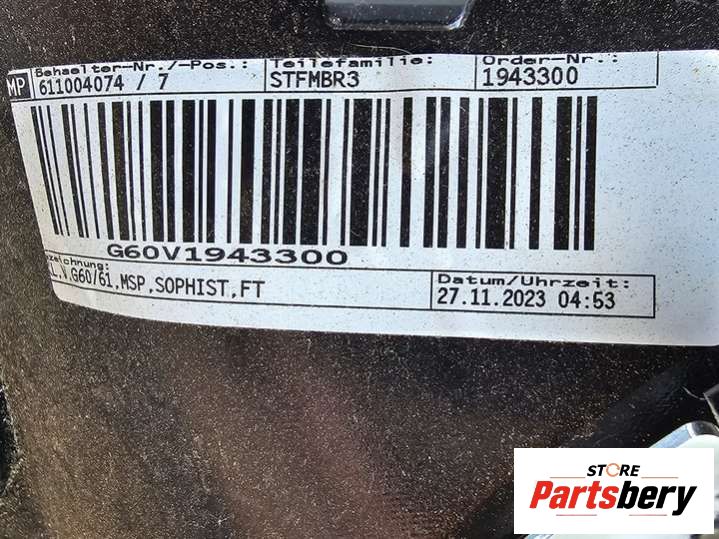 MP Behaelter-Nr./-Pos.: Teilefamilie: Order-Nr.:
611004074 / 7 STFMBR3 1943300
G60V1943300
zeichnung:
L.V.G60/61,MSP,SOPHIST,FT
Datum/Uhrzeit:
27.11.2023 04:53
STORE
Partsbery